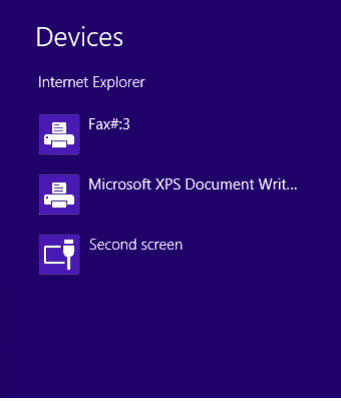 Devices
Internet Explorer
Fax#:3
Microsoft XPS Document Writ...
Second screen